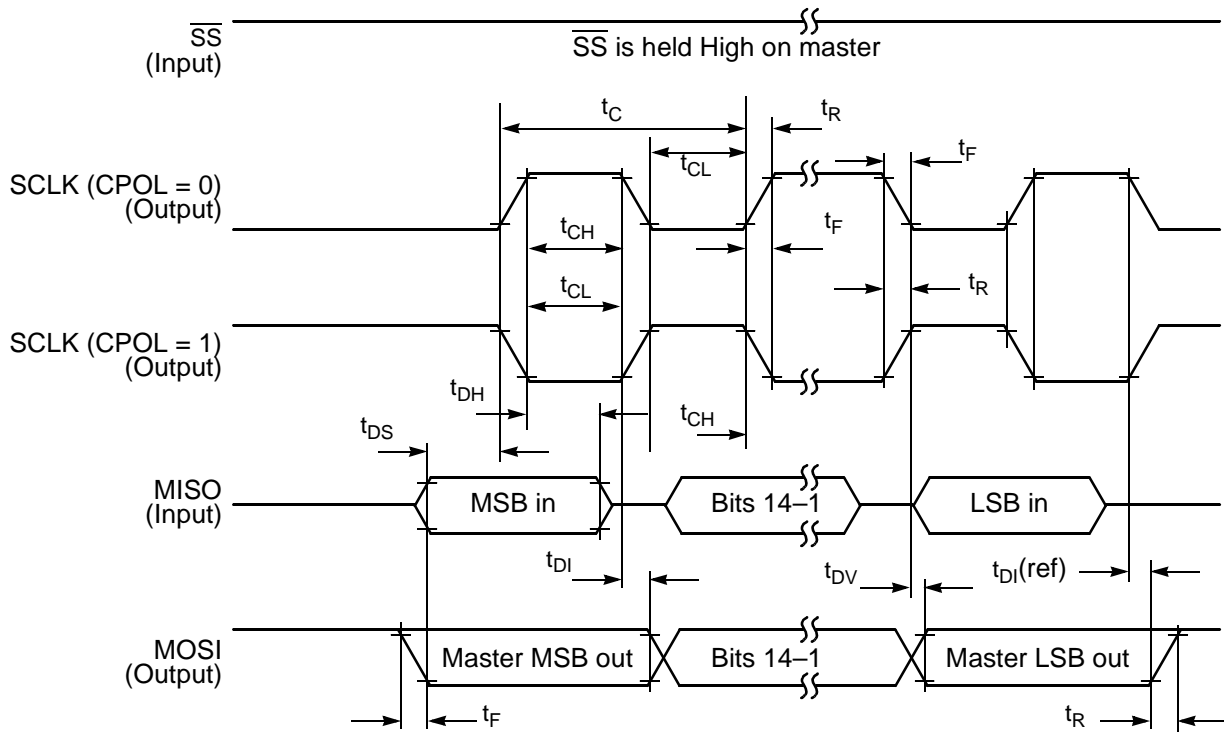 SS
(Input)
SS is held High on master
tC
tR
tCL
tF
SCLK (CPOL = 0)
(Output)
tCH
tF
tCL
tR
SCLK (CPOL = 1)
(Output)
tDH
tCH
tDS
MISO
(Input)
MSB in
Bits 14–1
LSB in
tDI
tDV
tDI(ref)
MOSI
(Output)
Master MSB out
Bits 14–1
Master LSB out
tF
tR